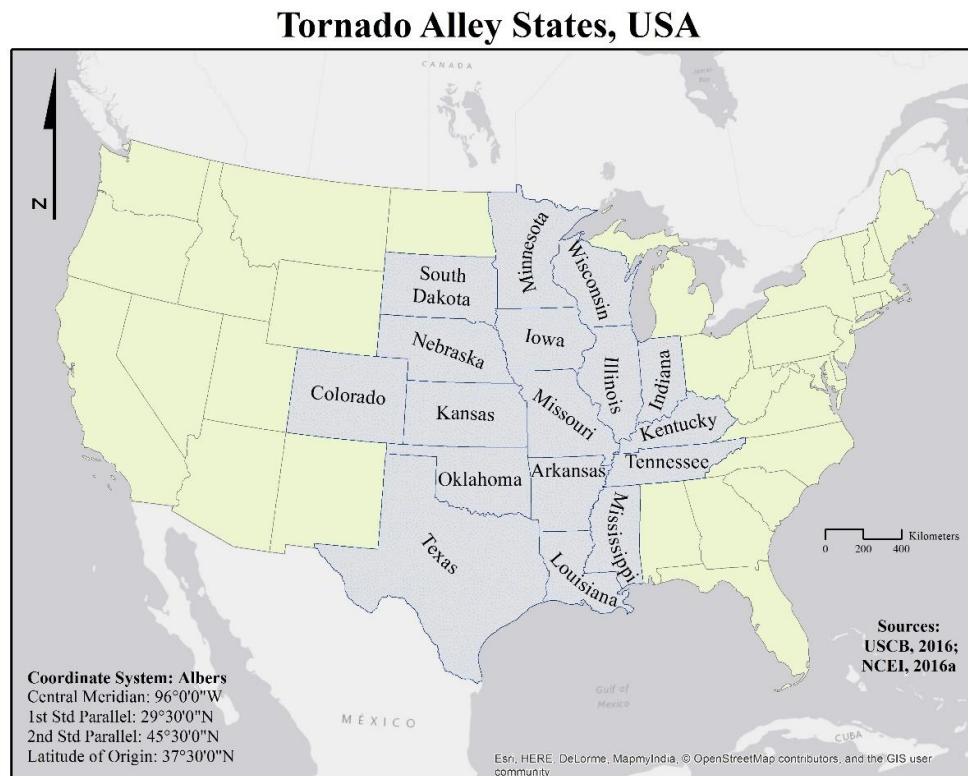 Tornado Alley States, USA
CANADA
James
Bay
N
Minnesota
Wisconsin
South
Dakota
Iowa
Nebraska
Illinois
Indiana
Colorado
Kansas
Missouri
Kentucky
Tennessee
Oklahoma
Arkansas
Mississippi
Texas
Louisiana
0 200 400 Kilometers
Sources:
USCB, 2016;
NCEI, 2016a
Coordinate System: Albers
Central Meridian: 96°0'0"W
1st Std Parallel: 29°30'0"N
2nd Std Parallel: 45°30'0"N
Latitude of Origin: 37°30'0"N
Gulf of
Mexico
MÉXICO
CUBA
Esri, HERE, DeLorme, MapmyIndia, © OpenStreetMap contributors, and the GIS user
community